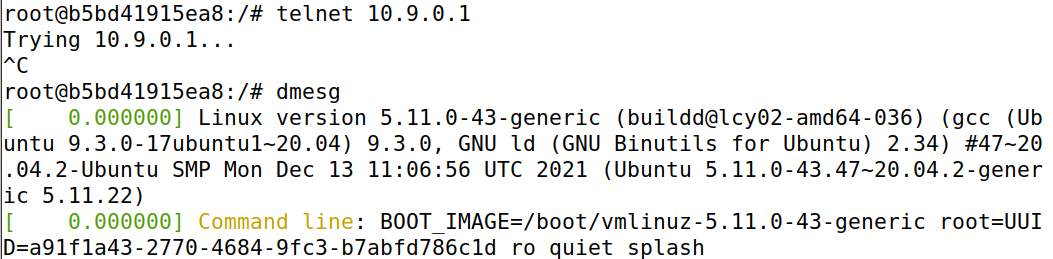 root@b5bd41915ea8:/# telnet 10.9.0.1
Trying 10.9.0.1...
^C
root@b5bd41915ea8:/# dmesg
[    0.000000] Linux version 5.11.0-43-generic (buildd@lcy02-amd64-036) (gcc (Ub
untu 9.3.0-17ubuntu1~20.04) 9.3.0, GNU ld (GNU Binutils for Ubuntu) 2.34) #47~20
.04.2-Ubuntu SMP Mon Dec 13 11:06:56 UTC 2021 (Ubuntu 5.11.0-43.47~20.04.2-gener
ic 5.11.22)
[    0.000000] Command line: BOOT_IMAGE=/boot/vmlinuz-5.11.0-43-generic root=UUI
D=a91f1a43-2770-4684-9fc3-b7abfd786c1d ro quiet splash